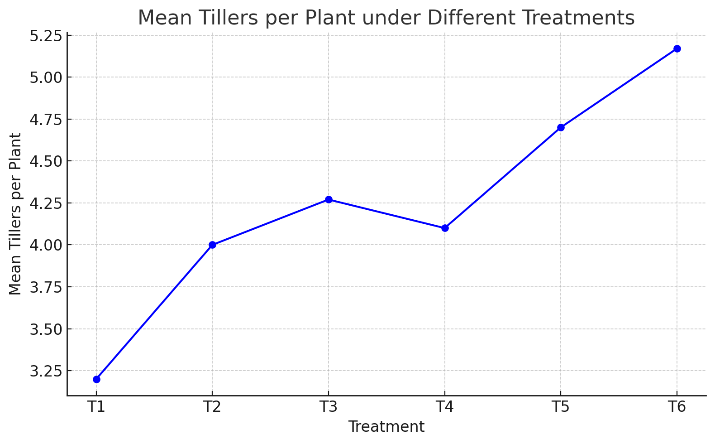 Mean Tillers per Plant under Different Treatments
Mean Tillers per Plant
5.25
5.00
4.75
4.50
4.25
4.00
3.75
3.50
3.25
T1 T2 T3 T4 T5 T6
Treatment